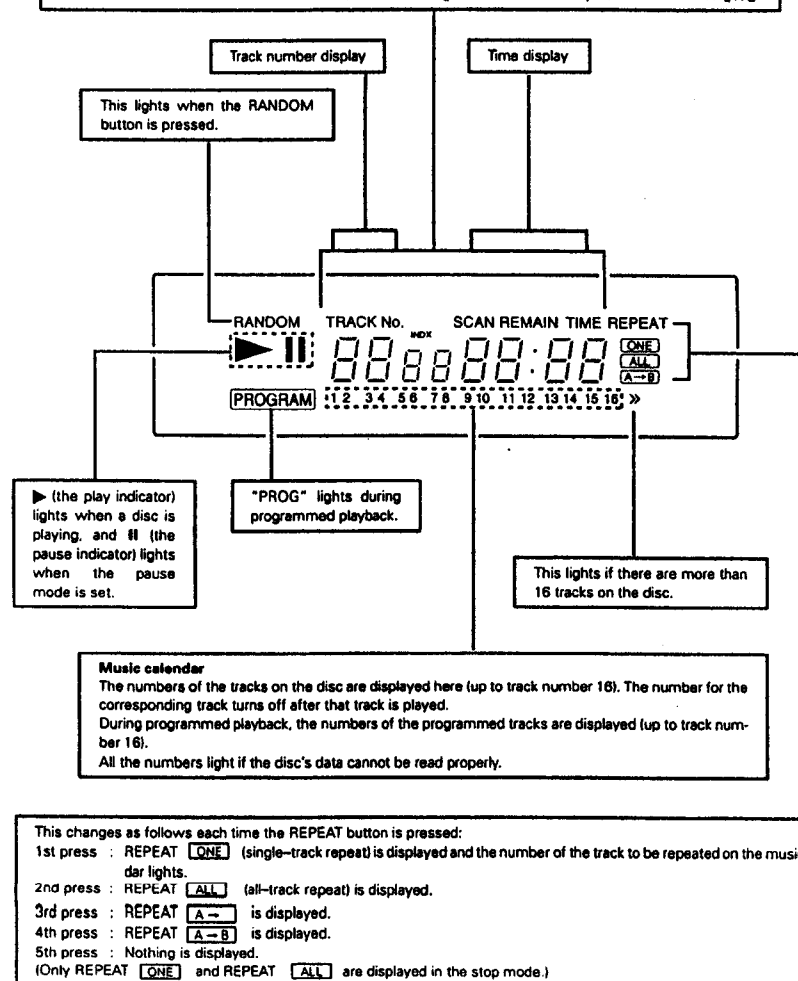 Track number display
Time display
This lights when the RANDOM
button is pressed.
RANDOM TRACK No. INDX SCAN REMAIN TIME REPEAT
88 88 88:88
ONE
ALL
A→B
PROGRAM 1 2 3 4 5 6 7 8 9 10 11 12 13 14 15 16 »
▶ (the play indicator)
lights when a disc is
playing, and II (the
pause indicator) lights
when the pause
mode is set.
"PROG" lights during
programmed playback.
This lights if there are more than
16 tracks on the disc.
Music calendar
The numbers of the tracks on the disc are displayed here (up to track number 16). The number for the
corresponding track turns off after that track is played.
During programmed playback, the numbers of the programmed tracks are displayed (up to track num-
ber 16).
All the numbers light if the disc's data cannot be read properly.
This changes as follows each time the REPEAT button is pressed:
1st press : REPEAT ONE (single–track repeat) is displayed and the number of the track to be repeated on the musi
dar lights.
2nd press : REPEAT ALL (all–track repeat) is displayed.
3rd press : REPEAT A→ is displayed.
4th press : REPEAT A→B is displayed.
5th press : Nothing is displayed.
(Only REPEAT ONE and REPEAT ALL are displayed in the stop mode.)